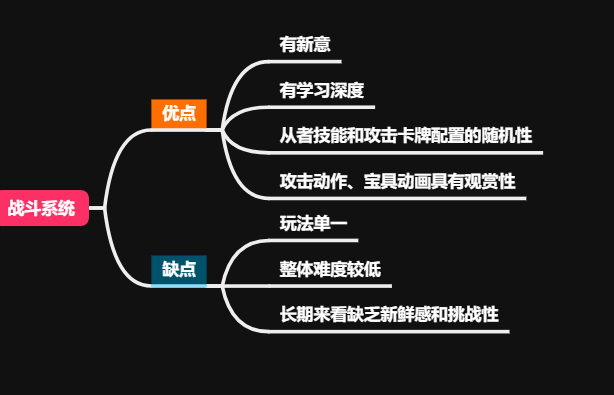 战斗系统
优点
有新意
有学习深度
从者技能和攻击卡牌配置的随机性
攻击动作、宝具动画具有观赏性
缺点
玩法单一
整体难度较低
长期来看缺乏新鲜感和挑战性